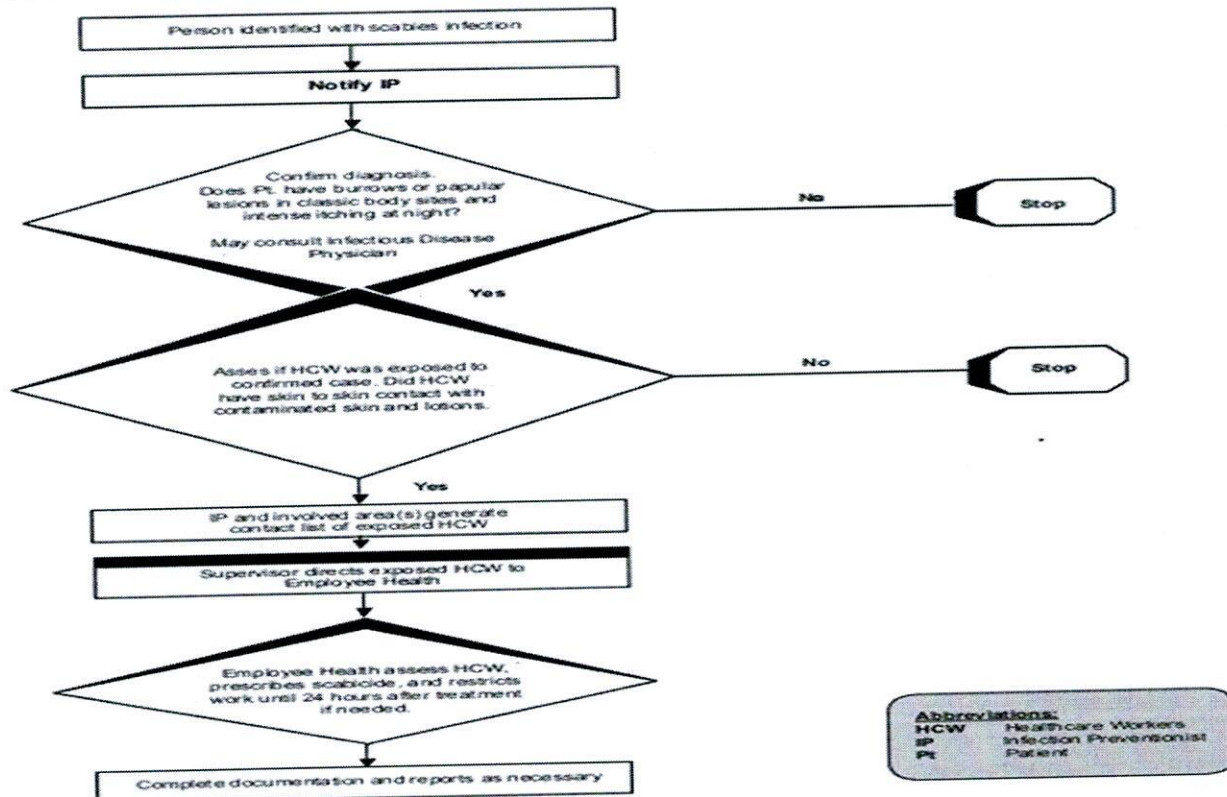 Person identified with scabies infection
Notify IP
Confirm diagnosis.
Does Pt. have burrows or papular
lesions in classic body sites and
intense itching at night?
May consult Infectious Disease
Physician
No
Stop
Yes
Asses if HCW was exposed to
confirmed case. Did HCW
have skin to skin contact with
contaminated skin and lotions.
No
Stop
Yes
IP and involved area(s) generate
contact list of exposed HCW
Supervisor directs exposed HCW to
Employee Health
Employee Health assess HCW,
prescribes scabicide, and restricts
work until 24 hours after treatment
if needed.
Complete documentation and reports as necessary
Abbreviations:
HCW Healthcare Workers
IP Infection Preventionist
Pt Patient